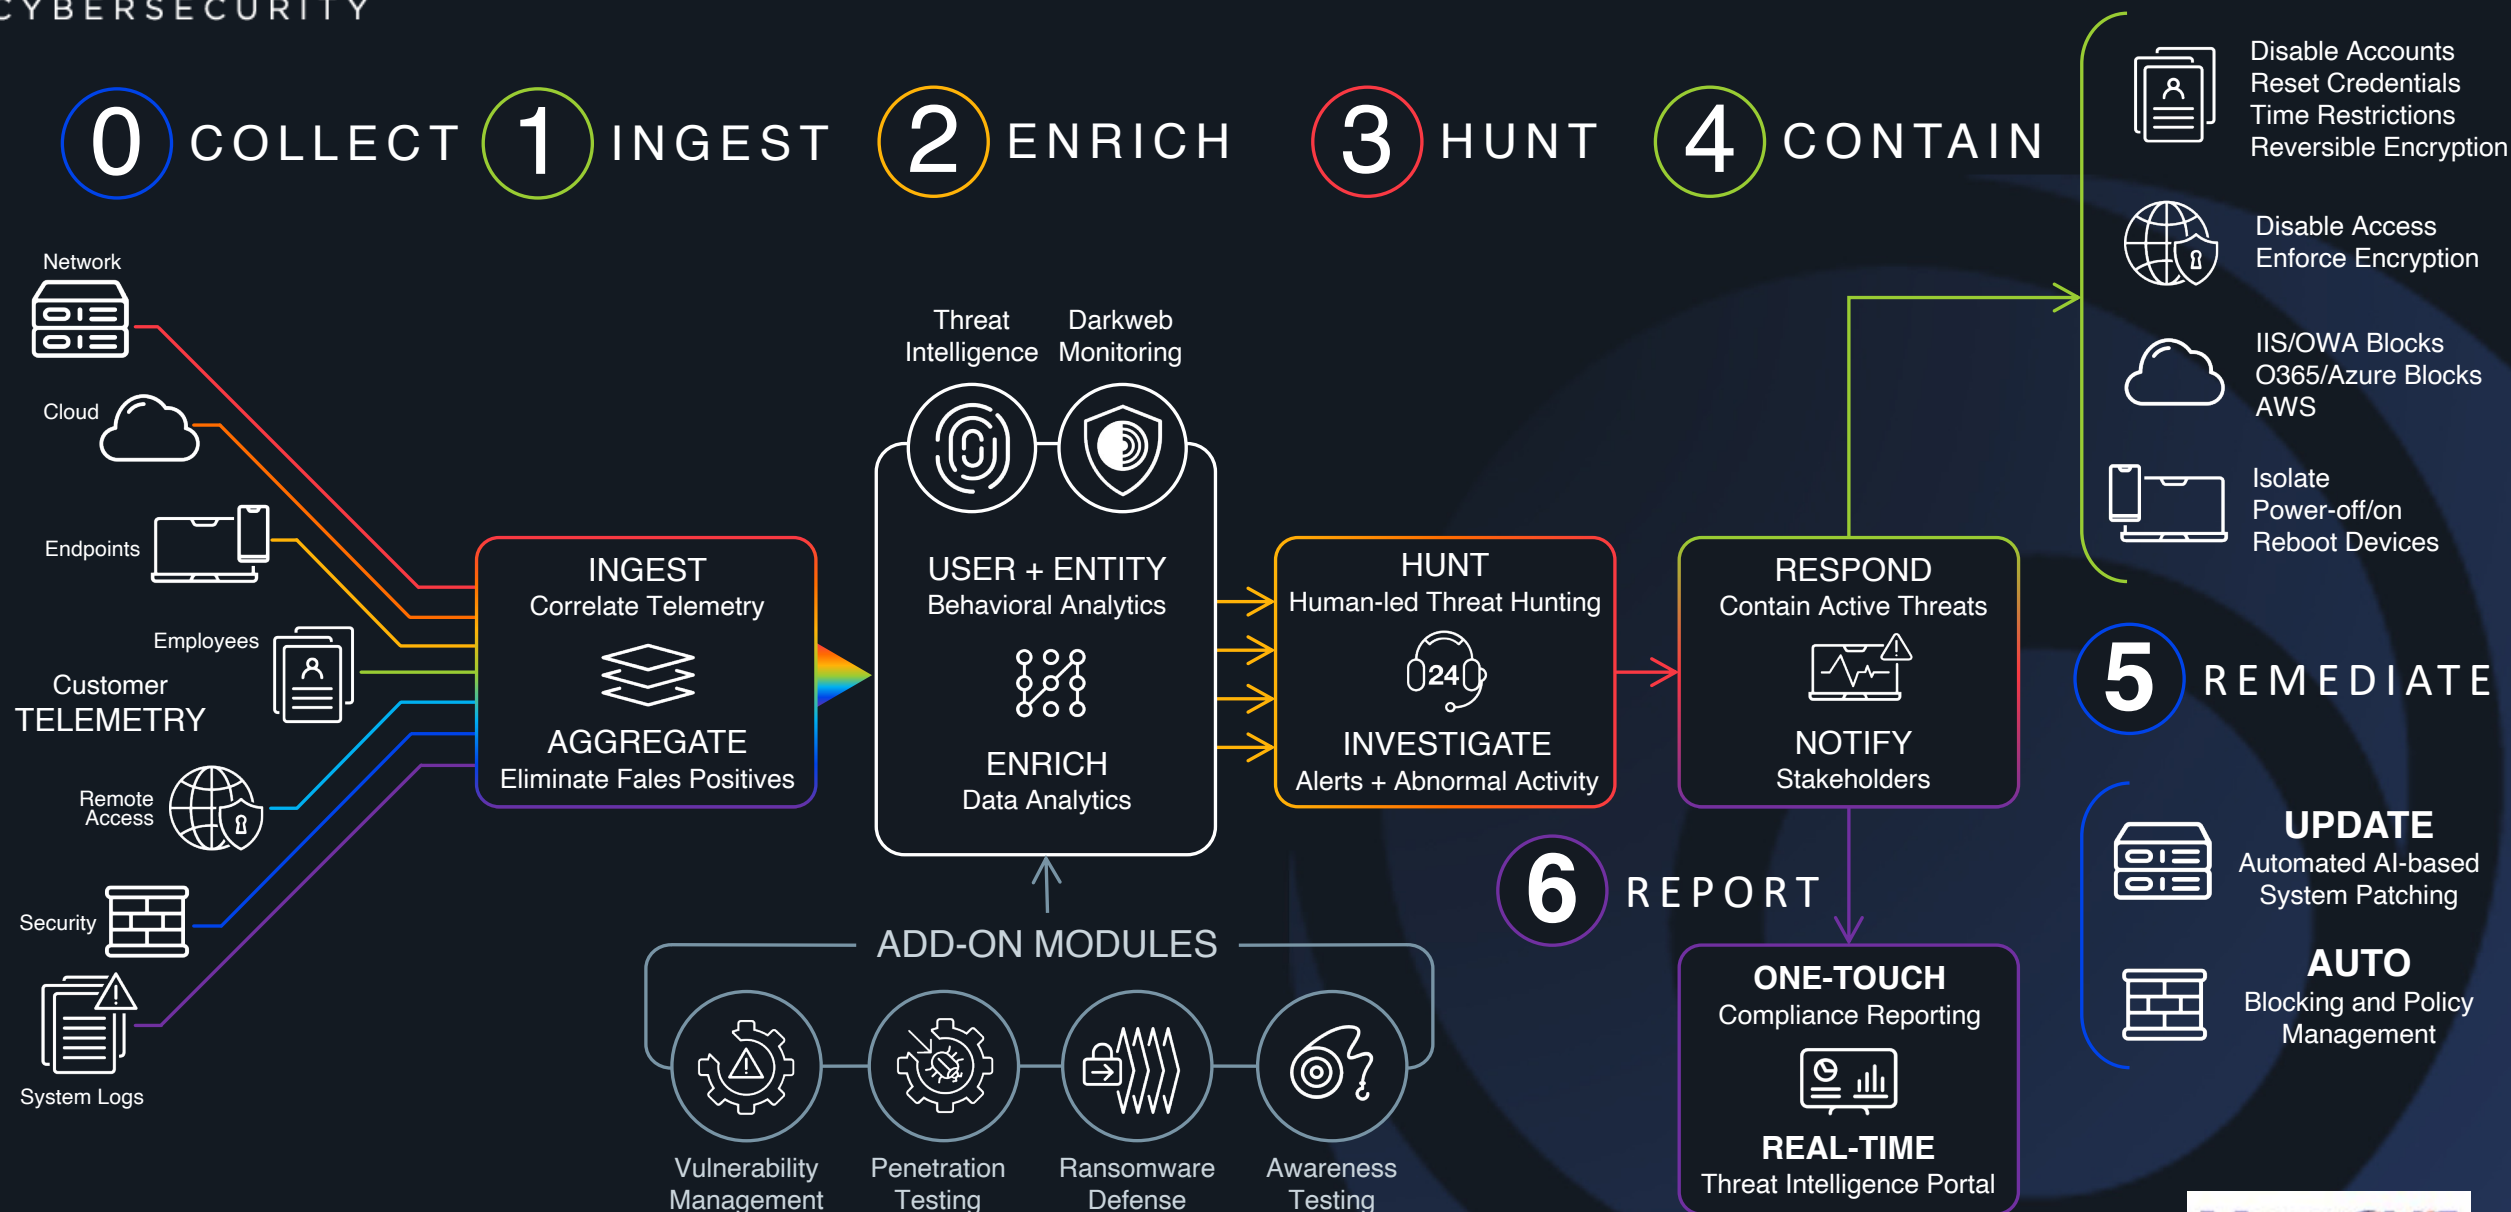 CYBERSECURITY
0 COLLECT
1 INGEST
2 ENRICH
3 HUNT
4 CONTAIN
Disable Accounts
Reset Credentials
Time Restrictions
Reversible Encryption
Disable Access
Enforce Encryption
IIS/OWA Blocks
O365/Azure Blocks
AWS
Isolate
Power-off/on
Reboot Devices
Network
Cloud
Endpoints
Employees
Customer
TELEMETRY
Remote
Access
Security
System Logs
INGEST
Correlate Telemetry
AGGREGATE
Eliminate Fales Positives
Threat
Intelligence
Darkweb
Monitoring
USER + ENTITY
Behavioral Analytics
ENRICH
Data Analytics
HUNT
Human-led Threat Hunting
24
INVESTIGATE
Alerts + Abnormal Activity
RESPOND
Contain Active Threats
NOTIFY
Stakeholders
5 REMEDIATE
UPDATE
Automated AI-based
System Patching
AUTO
Blocking and Policy
Management
6 REPORT
ONE-TOUCH
Compliance Reporting
REAL-TIME
Threat Intelligence Portal
ADD-ON MODULES
Vulnerability
Management
Penetration
Testing
Ransomware
Defense
Awareness
Testing